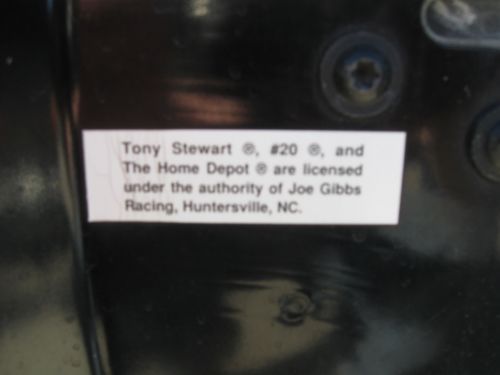 Tony Stewart ®, #20 ®, and
The Home Depot ® are licensed
under the authority of Joe Gibbs
Racing, Huntersville, NC.